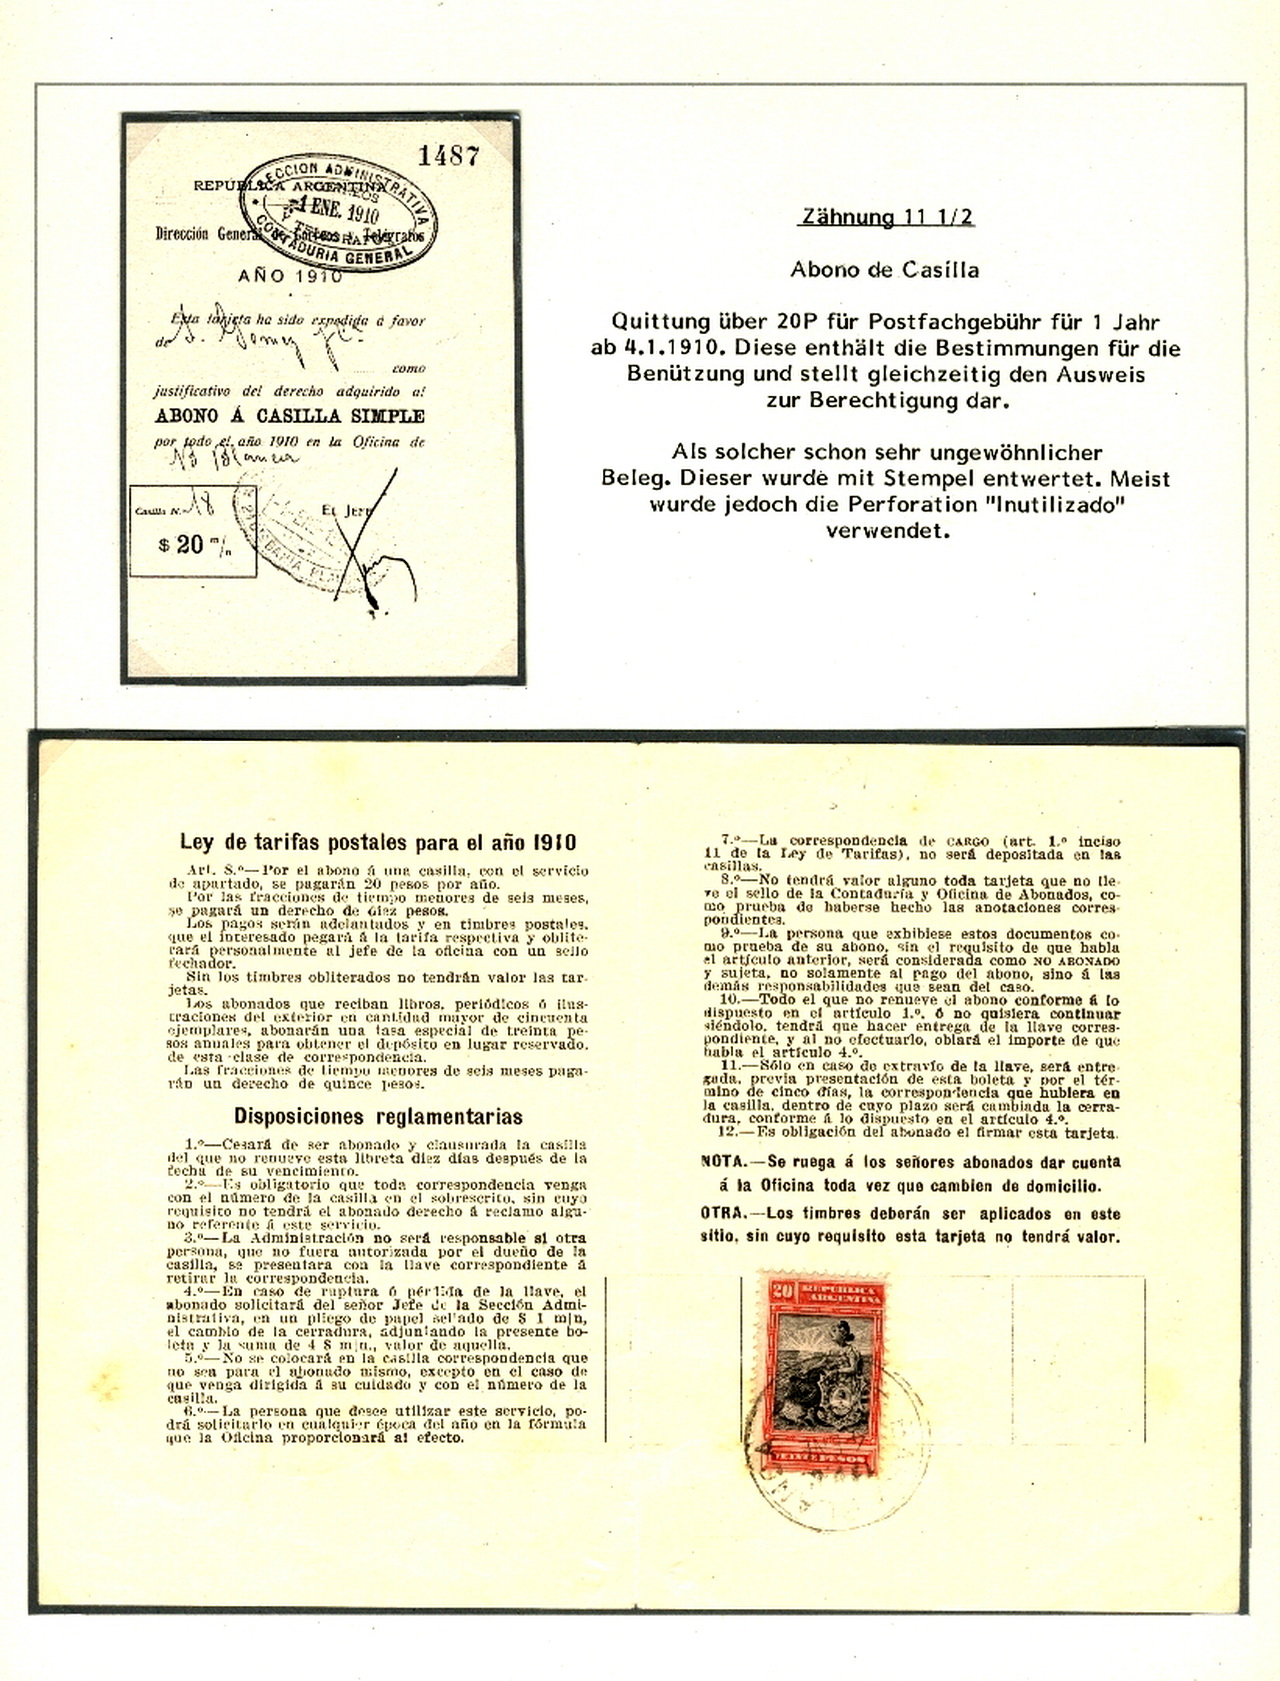 1487
REPÚBLICA ARGENTINA
SECCION ADMINISTRATIVA
1 ENE. 1910
CONTADURIA GENERAL
Dirección General de Correos y Telégrafos
AÑO 1910
Esta tarjeta ha sido expedida á favor
de
como
justificativo del derecho adquirido al
ABONO Á CASILLA SIMPLE
por todo el año 1910 en la Oficina de
Bª Blanca
Casilla N.º 18
EL JEFE
$ 20 m/n
BAHIA BLANCA
Zähnung 11 1/2
Abono de Casilla
Quittung über 20P für Postfachgebühr für 1 Jahr
ab 4.1.1910. Diese enthält die Bestimmungen für die
Benützung und stellt gleichzeitig den Ausweis
zur Berechtigung dar.
Als solcher schon sehr ungewöhnlicher
Beleg. Dieser wurde mit Stempel entwertet. Meist
wurde jedoch die Perforation "Inutilizado"
verwendet.
Ley de tarifas postales para el año 1910
Art. 8.º—Por el abono á una casilla, con el servicio
de apartado, se pagarán 20 pesos por año.
Por las fracciones de tiempo menores de seis meses,
se pagará un derecho de diez pesos.
Los pagos serán adelantados y en timbres postales,
que el interesado pegará á la tarifa respectiva y oblite-
rará personalmente al jefe de la oficina con un sello
fechador.
Sin los timbres obliterados no tendrán valor las tar-
jetas.
Los abonados que reciban libros, periódicos ó ilus-
traciones del exterior en cantidad mayor de cincuenta
ejemplares, abonarán una tasa especial de treinta pe-
sos anuales para obtener el depósito en lugar reservado,
de esta clase de correspondencia.
Las fracciones de tiempo menores de seis meses paga-
rán un derecho de quince pesos.
Disposiciones reglamentarias
1.º—Cesará de ser abonado y clausurada la casilla
del que no renueve esta libreta diez días después de la
fecha de su vencimiento.
2.º—Es obligatorio que toda correspondencia venga
con el número de la casilla en el sobrescrito, sin cuyo
requisito no tendrá el abonado derecho á reclamo algu-
no referente á este servicio.
3.º—La Administración no será responsable si otra
persona, que no fuera autorizada por el dueño de la
casilla, se presentara con la llave correspondiente á
retirar la correspondencia.
4.º—En caso de ruptura ó pérdida de la llave, el
abonado solicitará del señor Jefe de la Sección Admi-
nistrativa, en un pliego de papel sellado de $ 1 m|n,
el cambio de la cerradura, adjuntando la presente bo-
leta y la suma de 4 $ m|n., valor de aquella.
5.º—No se colocará en la casilla correspondencia que
no sea para el abonado mismo, excepto en el caso de
que venga dirigida á su cuidado y con el número de la
casilla.
6.º—La persona que desee utilizar este servicio, po-
drá solicitarlo en cualquier época del año en la fórmula
que la Oficina proporcionará al efecto.
7.º—La correspondencia de CARGO (art. 1.º inciso
11 de la Ley de Tarifas), no será depositada en las
casillas.
8.º—No tendrá valor alguno toda tarjeta que no lle-
ve el sello de la Contaduría y Oficina de Abonados, co-
mo prueba de haberse hecho las anotaciones corres-
pondientes.
9.º—La persona que exhibiese estos documentos co-
mo prueba de su abono, sin el requisito de que habla
el artículo anterior, será considerada como NO ABONADO
y sujeta, no solamente al pago del abono, sino á las
demás responsabilidades que sean del caso.
10.—Todo el que no renueve el abono conforme á lo
dispuesto en el artículo 1.º, ó no quisiera continuar
siéndolo, tendrá que hacer entrega de la llave corres-
pondiente, y al no efectuarlo, oblará el importe de que
habla el artículo 4.º.
11.—Sólo en caso de extravío de la llave, será entre-
gada, previa presentación de esta boleta y por el tér-
mino de cinco días, la correspondencia que hubiera en
la casilla, dentro de cuyo plazo será cambiada la cerra-
dura, conforme á lo dispuesto en el artículo 4.º.
12.—Es obligación del abonado el firmar esta tarjeta.
NOTA.—Se ruega á los señores abonados dar cuenta
á la Oficina toda vez que cambien de domicilio.
OTRA.—Los timbres deberán ser aplicados en este
sitio, sin cuyo requisito esta tarjeta no tendrá valor.
20 REPUBLICA
ARGENTINA
VEINTE PESOS